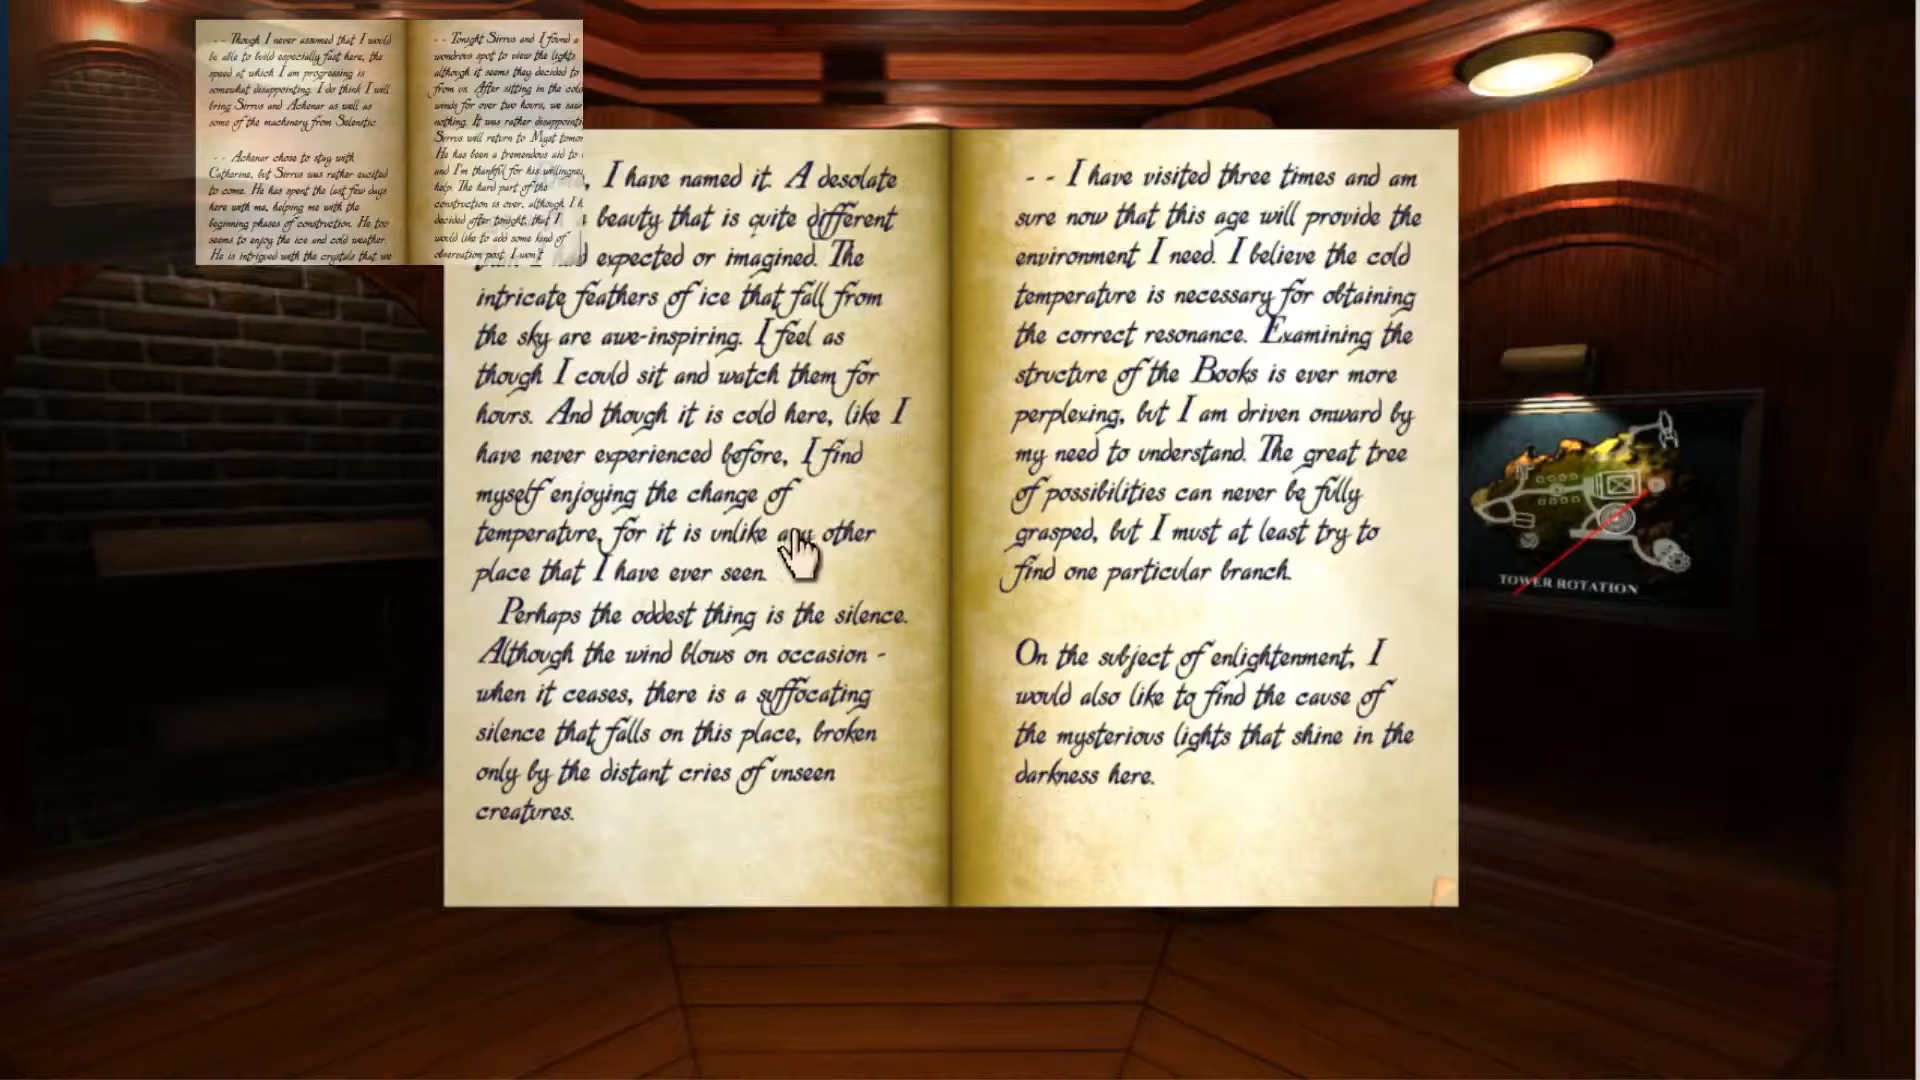 -- Though I never assumed that I would
be able to build especially fast here, the
speed at which I am progressing is
somewhat disappointing. I do think I will
bring Sirrus and Achenar as well as
some of the machinery from Selenitic.
-- Achenar chose to stay with
Catherine, but Sirrus was rather excited
to come. He has spent the last few days
here with me, helping me with the
beginning phases of construction. He too
seems to enjoy the ice and cold weather.
He is intrigued with the crystals that we
-- Tonight Sirrus and I found a
wondrous spot to view the lights
although it seems they decided to
from us. After sitting in the cold
winds for over two hours, we saw
nothing. It was rather
Sirrus will return to Myst
He has been a tremendous aid to
and I'm thankful for his
help. The hard part of the
construction is over, although I
decided after tonight, that I
would like to add some kind of
observation post. I won't
, I have named it. A desolate
beauty that is quite different
expected or imagined. The
intricate feathers of ice that fall from
the sky are awe-inspiring. I feel as
though I could sit and watch them for
hours. And though it is cold here, like I
have never experienced before, I find
myself enjoying the change of
temperature, for it is unlike any other
place that I have ever seen.
Perhaps the oddest thing is the silence.
Although the wind blows on occasion -
when it ceases, there is a suffocating
silence that falls on this place, broken
only by the distant cries of unseen
creatures.
-- I have visited three times and am
sure now that this age will provide the
environment I need. I believe the cold
temperature is necessary for obtaining
the correct resonance. Examining the
structure of the Books is ever more
perplexing, but I am driven onward by
my need to understand. The great tree
of possibilities can never be fully
grasped, but I must at least try to
find one particular branch.
On the subject of enlightenment, I
would also like to find the cause of
the mysterious lights that shine in the
darkness here.
TOWER ROTATION